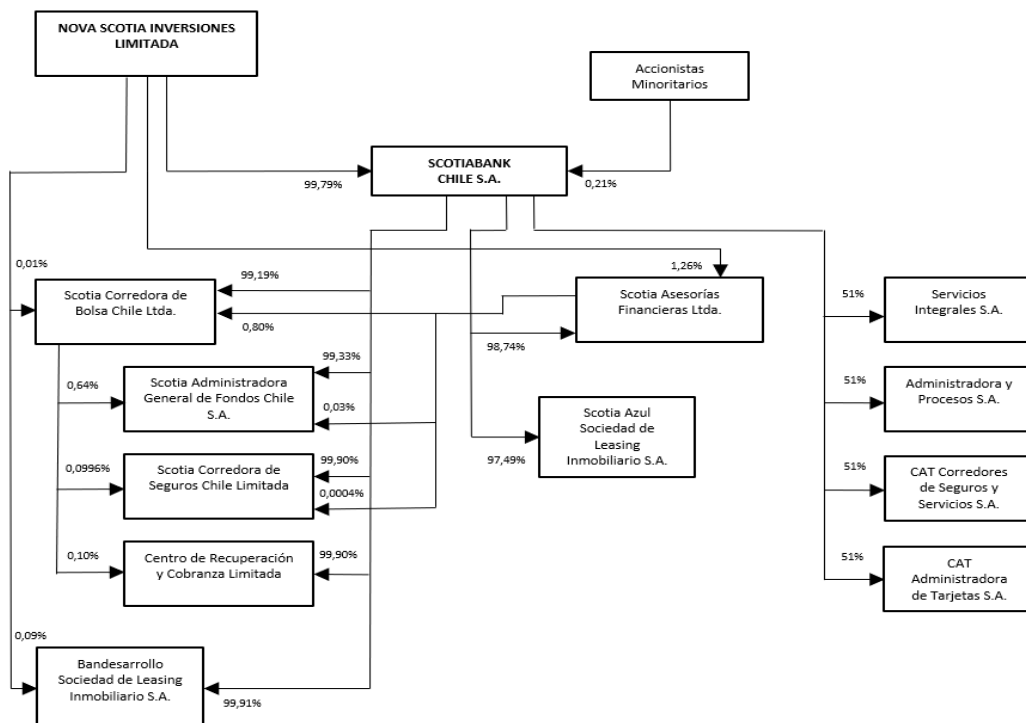 NOVA SCOTIA INVERSIONES
LIMITADA
Accionistas
Minoritarios
SCOTIABANK
CHILE S.A.
99,79%
0,21%
0,01%
99,19%
1,26%
Scotia Corredora de
Bolsa Chile Ltda.
0,80%
Scotia Asesorías
Financieras Ltda.
98,74%
51%
Servicios
Integrales S.A.
99,33%
0,64%
Scotia Administradora
General de Fondos Chile
S.A.
0,03%
51%
Administradora y
Procesos S.A.
Scotia Azul
Sociedad de
Leasing
Inmobiliario S.A.
97,49%
0,0996%
Scotia Corredora de
Seguros Chile Limitada
99,90%
0,0004%
51%
CAT Corredores
de Seguros y
Servicios S.A.
0,10%
Centro de Recuperación
y Cobranza Limitada
99,90%
51%
CAT
Administradora
de Tarjetas S.A.
0,09%
Bandesarrollo
Sociedad de Leasing
Inmobiliario S.A.
99,91%